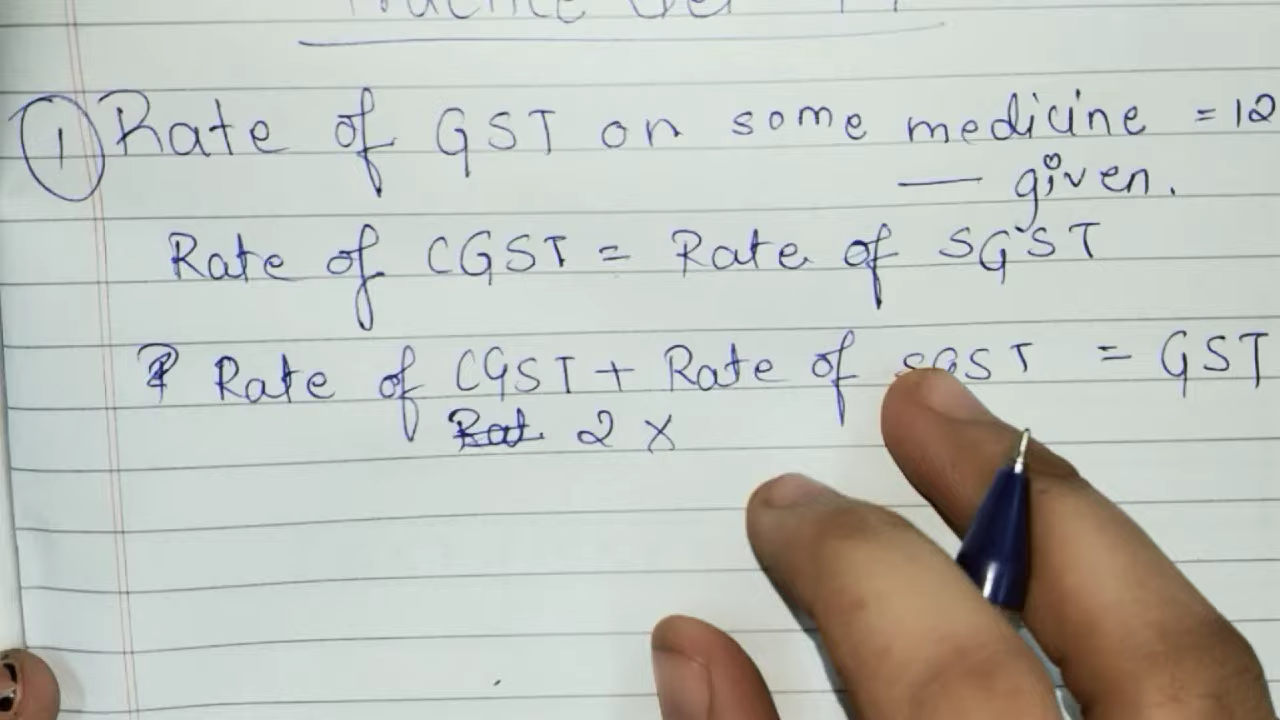 ① Rate of GST on some medicine = 12
— given.
Rate of CGST = Rate of SGST
Rate of CGST + Rate of SGST = GST
Rat 2 x